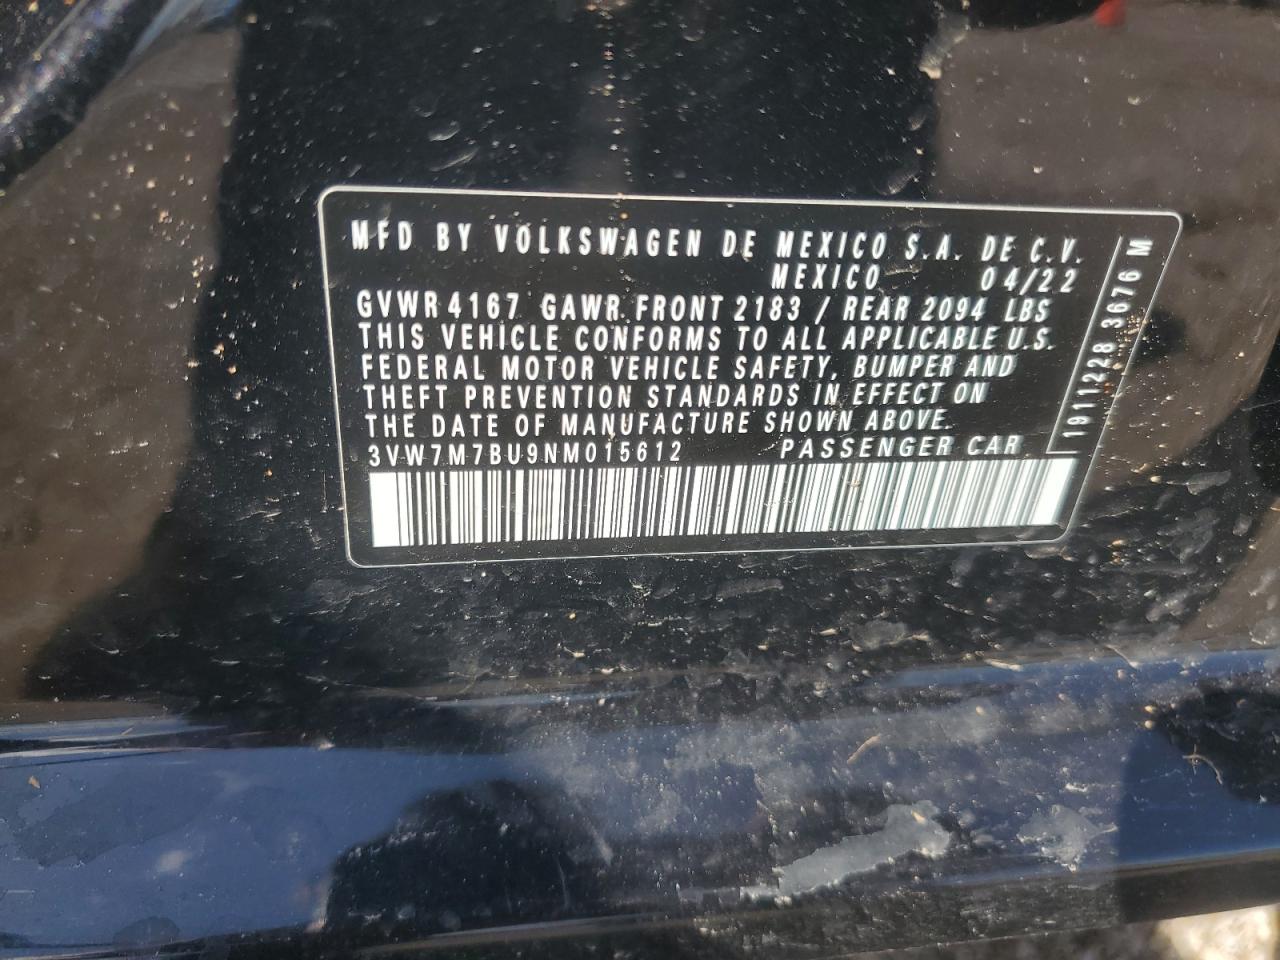 MFD BY VOLKSWAGEN DE MEXICO S.A. DE C.V.
MEXICO 04/22
GVWR 4167 GAWR FRONT 2183 / REAR 2094 LBS
THIS VEHICLE CONFORMS TO ALL APPLICABLE U.S.
FEDERAL MOTOR VEHICLE SAFETY, BUMPER AND
THEFT PREVENTION STANDARDS IN EFFECT ON
THE DATE OF MANUFACTURE SHOWN ABOVE.
3VW7M7BU9NM015612 PASSENGER CAR
1911228 3676 M